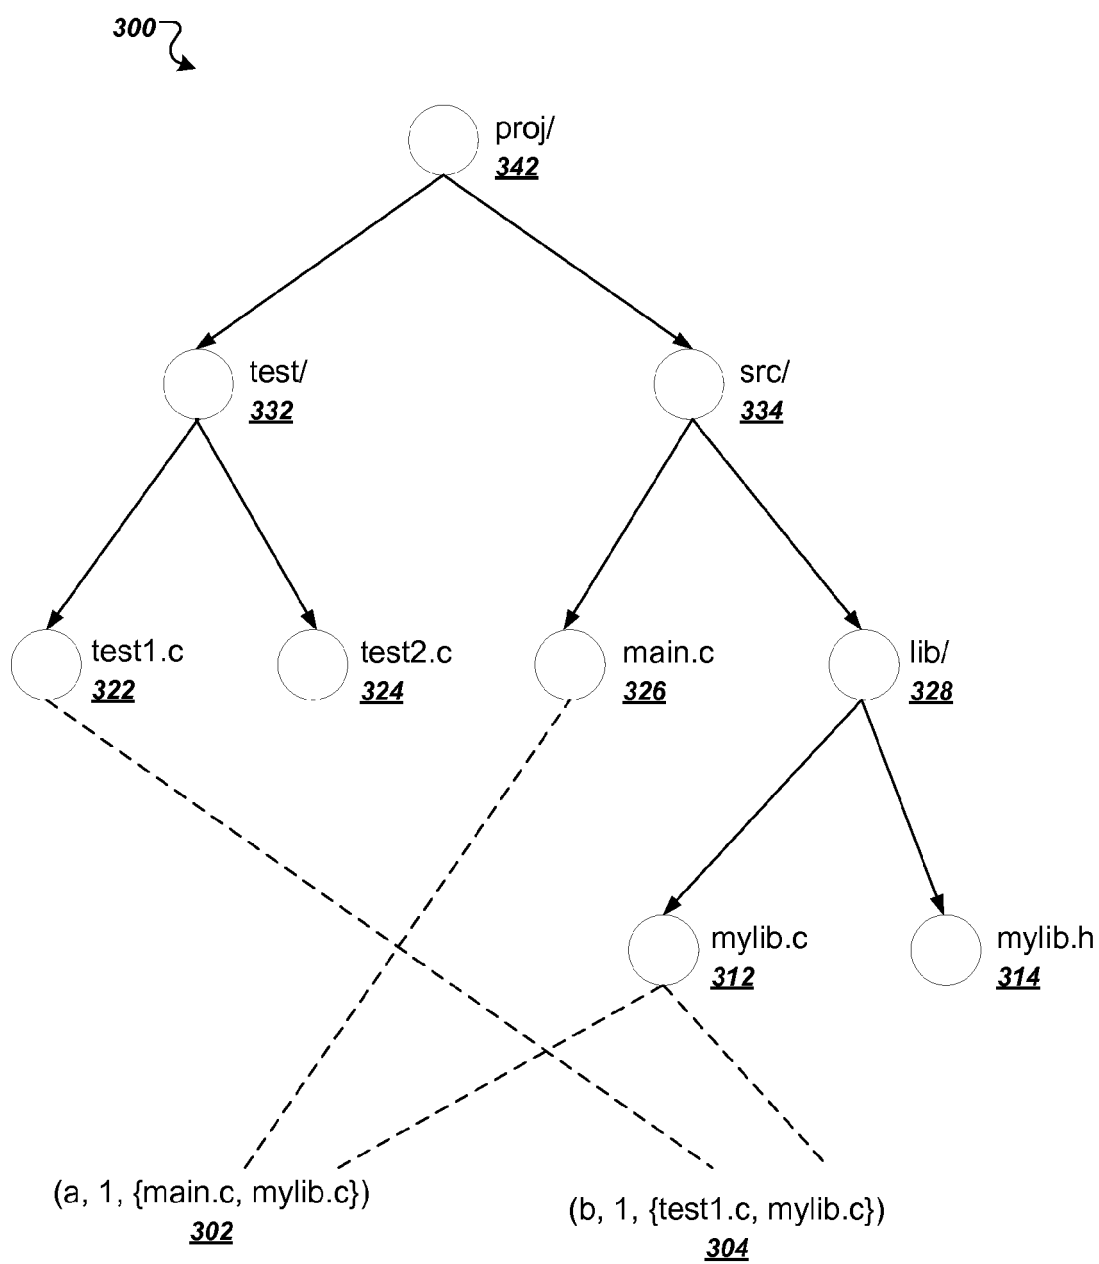 300
proj/
342
test/
332
src/
334
test1.c
322
test2.c
324
main.c
326
lib/
328
mylib.c
312
mylib.h
314
(a, 1, {main.c, mylib.c})
302
(b, 1, {test1.c, mylib.c})
304